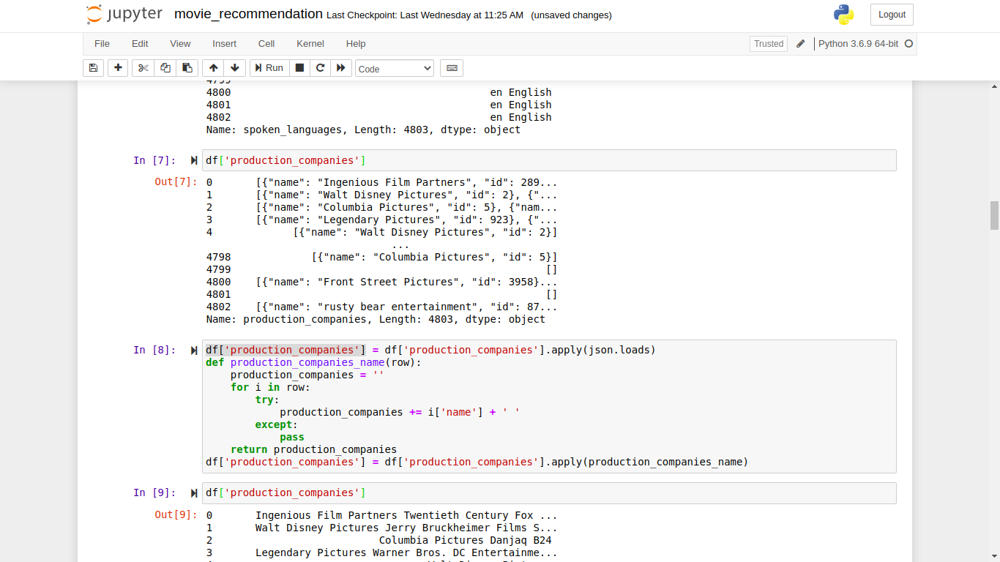 jupyter movie_recommendation Last Checkpoint: Last Wednesday at 11:25 AM (unsaved changes) Logout
File Edit View Insert Cell Kernel Help Trusted Python 3.6.9 64-bit
Run Code
4799
4800 en English
4801 en English
4802 en English
Name: spoken_languages, Length: 4803, dtype: object
In [7]: df['production_companies']
Out[7]: 0 [{"name": "Ingenious Film Partners", "id": 289...
1 [{"name": "Walt Disney Pictures", "id": 2}, {"...
2 [{"name": "Columbia Pictures", "id": 5}, {"nam...
3 [{"name": "Legendary Pictures", "id": 923}, {"...
4 [{"name": "Walt Disney Pictures", "id": 2}]
...
4798 [{"name": "Columbia Pictures", "id": 5}]
4799 []
4800 [{"name": "Front Street Pictures", "id": 3958}...
4801 []
4802 [{"name": "rusty bear entertainment", "id": 87...
Name: production_companies, Length: 4803, dtype: object
In [8]: df['production_companies'] = df['production_companies'].apply(json.loads)
def production_companies_name(row):
    production_companies = ''
    for i in row:
        try:
            production_companies += i['name'] + ' '
        except:
            pass
    return production_companies
df['production_companies'] = df['production_companies'].apply(production_companies_name)
In [9]: df['production_companies']
Out[9]: 0 Ingenious Film Partners Twentieth Century Fox ...
1 Walt Disney Pictures Jerry Bruckheimer Films S...
2 Columbia Pictures Danjaq B24
3 Legendary Pictures Warner Bros. DC Entertainme...